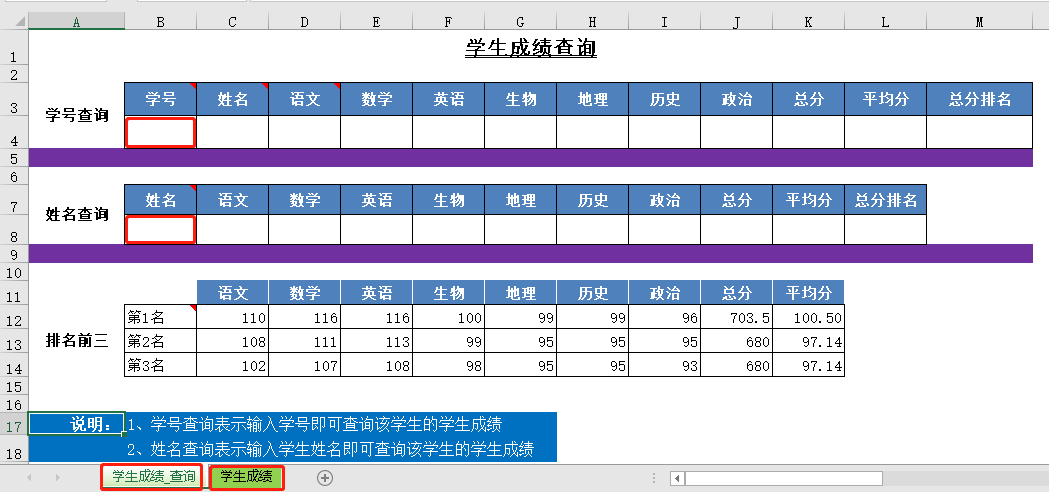 A B C D E F G H I J K L M
1 学生成绩查询
2
3 学号 姓名 语文 数学 英语 生物 地理 历史 政治 总分 平均分 总分排名
学号查询
4
5
6
7 姓名 语文 数学 英语 生物 地理 历史 政治 总分 平均分 总分排名
姓名查询
8
9
10
11 语文 数学 英语 生物 地理 历史 政治 总分 平均分
12 第1名 110 116 116 100 99 99 96 703.5 100.50
13 排名前三 第2名 108 111 113 99 95 95 95 680 97.14
14 第3名 102 107 108 98 95 95 93 680 97.14
15
16
17 说明： 1、学号查询表示输入学号即可查询该学生的学生成绩
18 2、姓名查询表示输入学生姓名即可查询该学生的学生成绩
学生成绩_查询 学生成绩